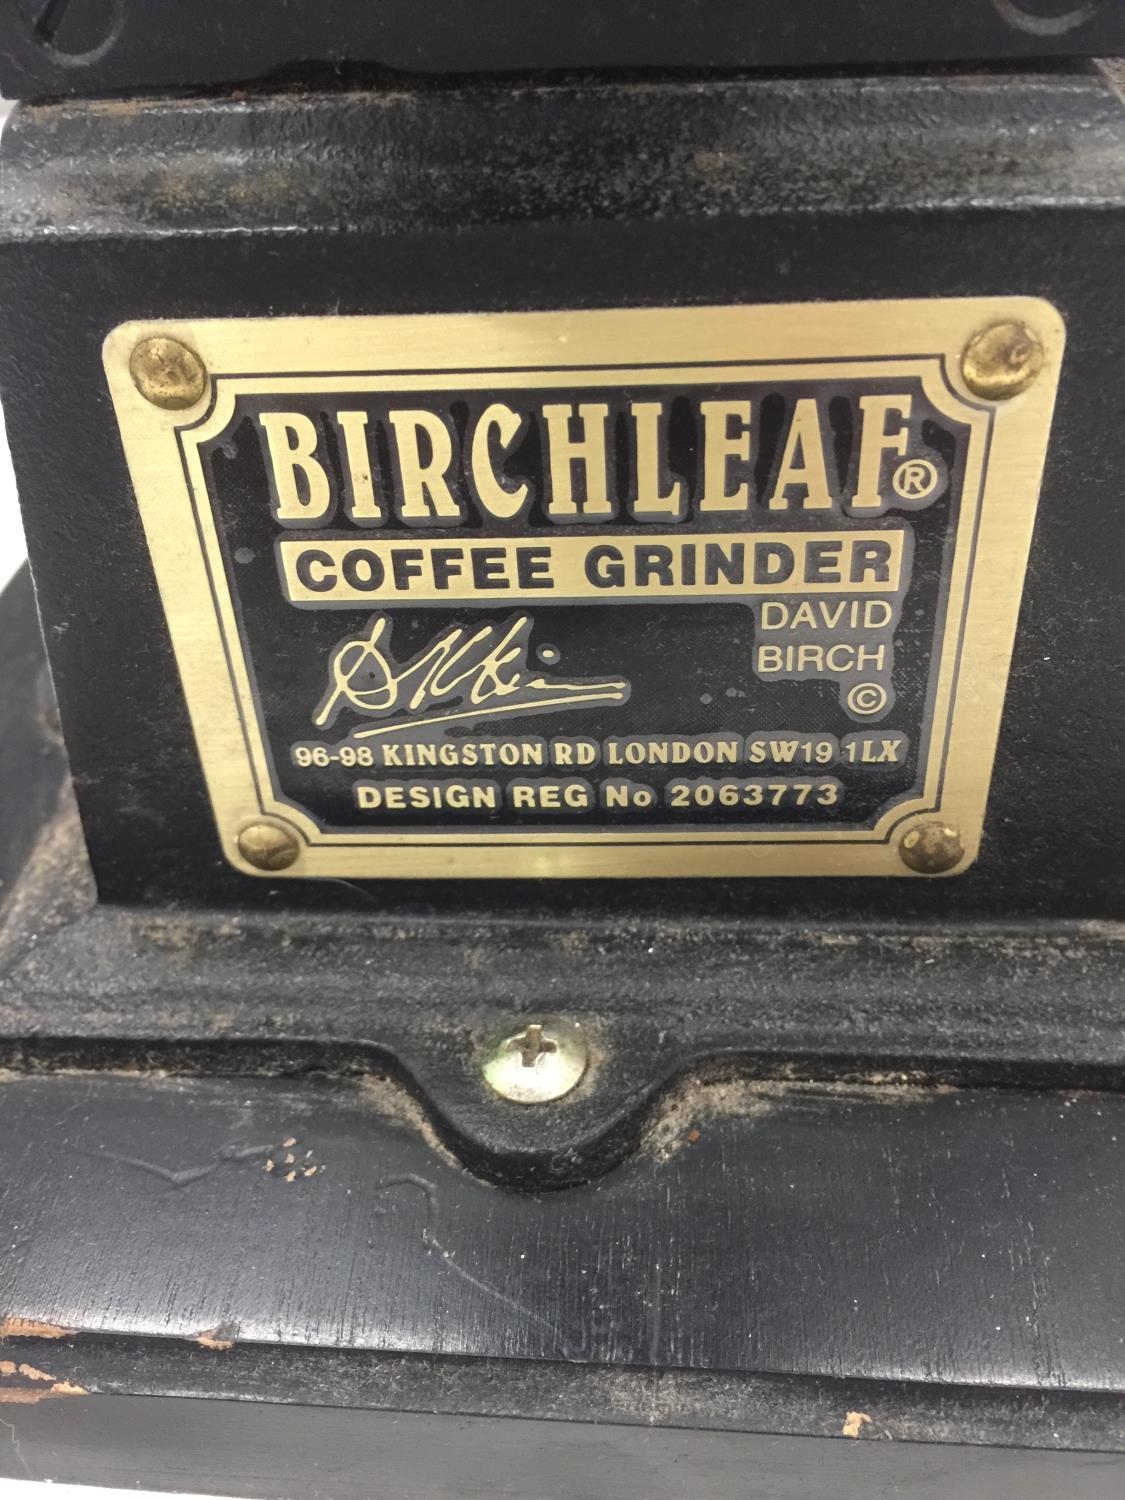 BIRCHLEAF®
COFFEE GRINDER
DAVID
BIRCH
©
96-98 KINGSTON RD LONDON SW19 1LX
DESIGN REG No 2063773